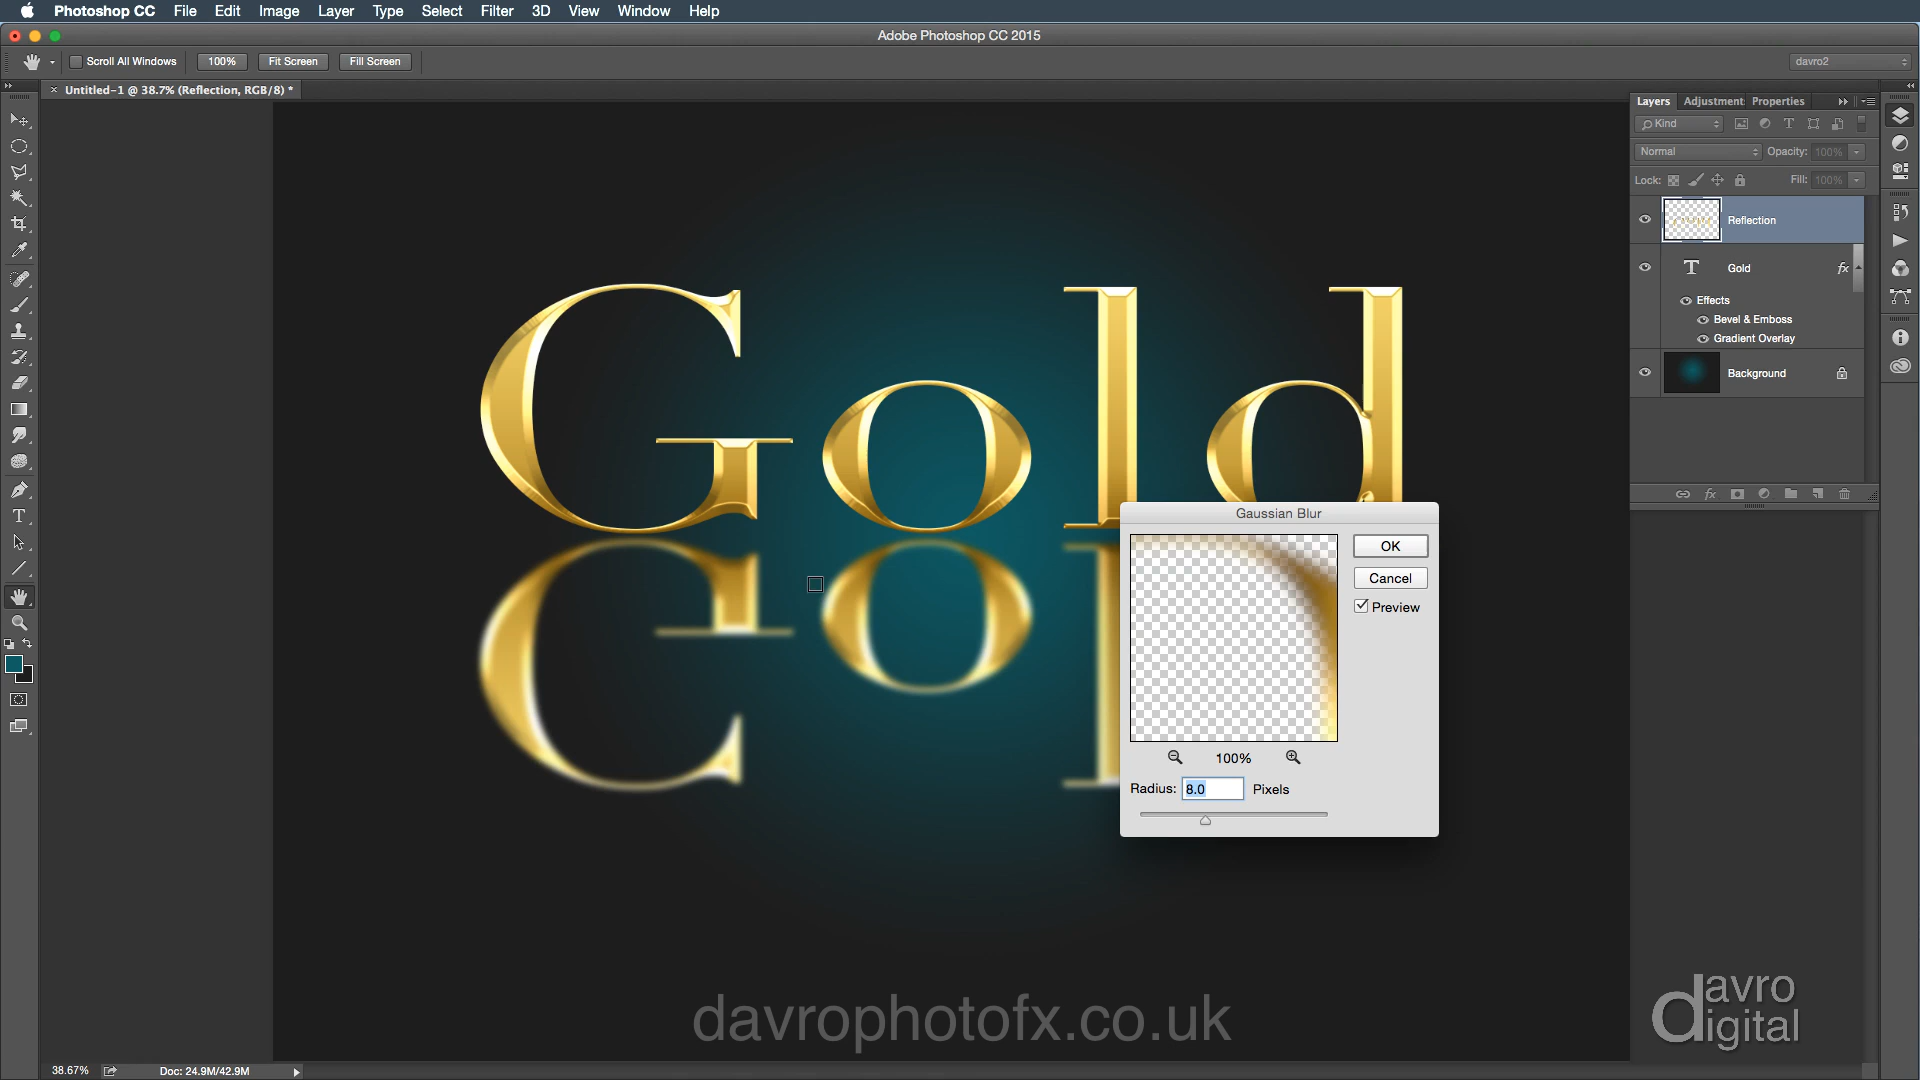 Photoshop CC File Edit Image Layer Type Select Filter 3D View Window Help
Adobe Photoshop CC 2015
Scroll All Windows 100% Fit Screen Fill Screen davro2
× Untitled-1 @ 38.7% (Reflection, RGB/8) *
Layers Adjustment: Properties
Kind
Normal Opacity: 100%
Lock: Fill: 100%
Reflection
T Gold fx
Effects
Bevel & Emboss
Gradient Overlay
Background
Gold
Gaussian Blur
OK
Cancel
Preview
100%
Radius: 8.0 Pixels
davrophotofx.co.uk
davro
digital
38.67% Doc: 24.9M/42.9M